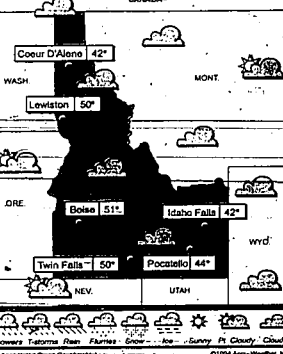 CANADA
Coeur D'Alene 42°
WASH.
MONT.
Lewiston 50°
ORE.
Boise 51°
Idaho Falls 42°
WYO.
Twin Falls 50°
Pocatello 44°
NEV.
UTAH
Showers T-storms Rain Flurries Snow Ice Sunny Pt. Cloudy Cloudy